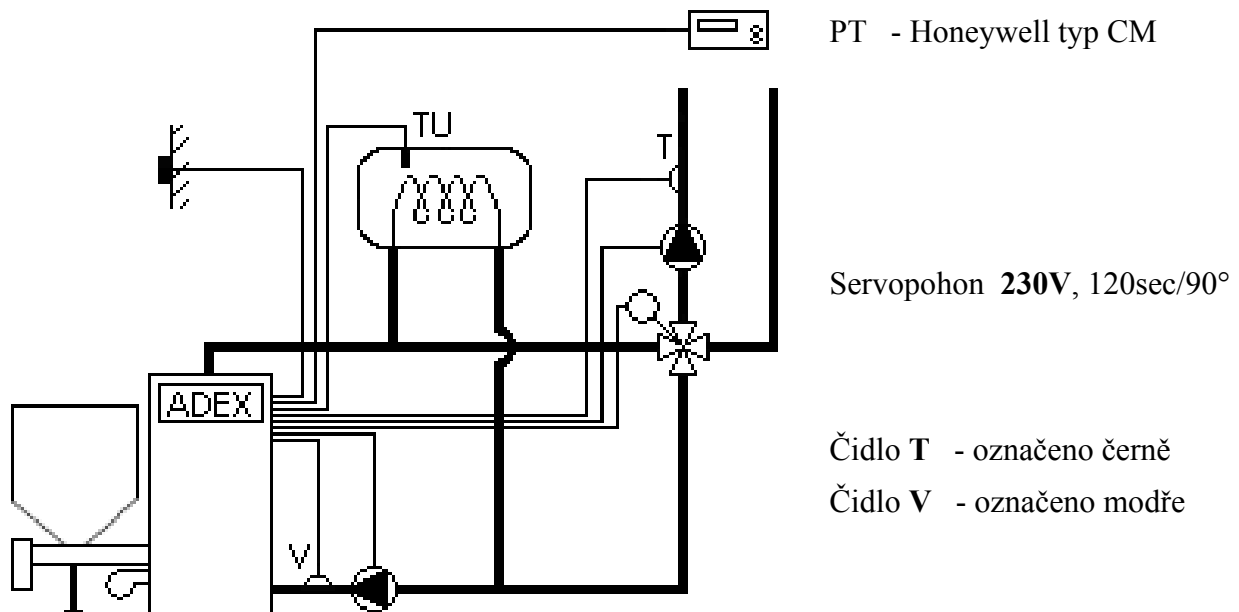 PT - Honeywell typ CM
TU
T
Servopohon 230V, 120sec/90°
ADEX
Čidlo T - označeno černě
Čidlo V - označeno modře
V